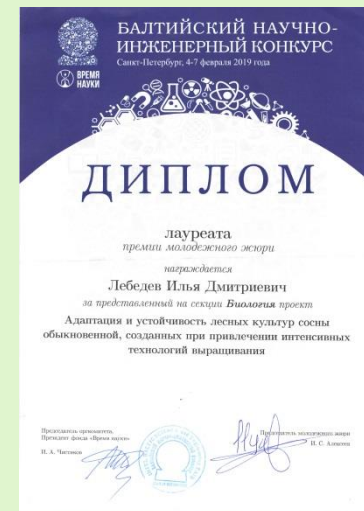 БАЛТИЙСКИЙ НАУЧНО-
ИНЖЕНЕРНЫЙ КОНКУРС
Санкт-Петербург, 4-7 февраля 2019 года
ВРЕМЯ
НАУКИ
ДИПЛОМ
лауреата
премии молодежного жюри
награждается
Лебедев Илья Дмитриевич
за представленный на секции Биология проект
Адаптация и устойчивость лесных культур сосны
обыкновенной, созданных при привлечении интенсивных
технологий выращивания
Председатель оргкомитета,
Президент фонда «Время науки»
Председатель молодежного жюри